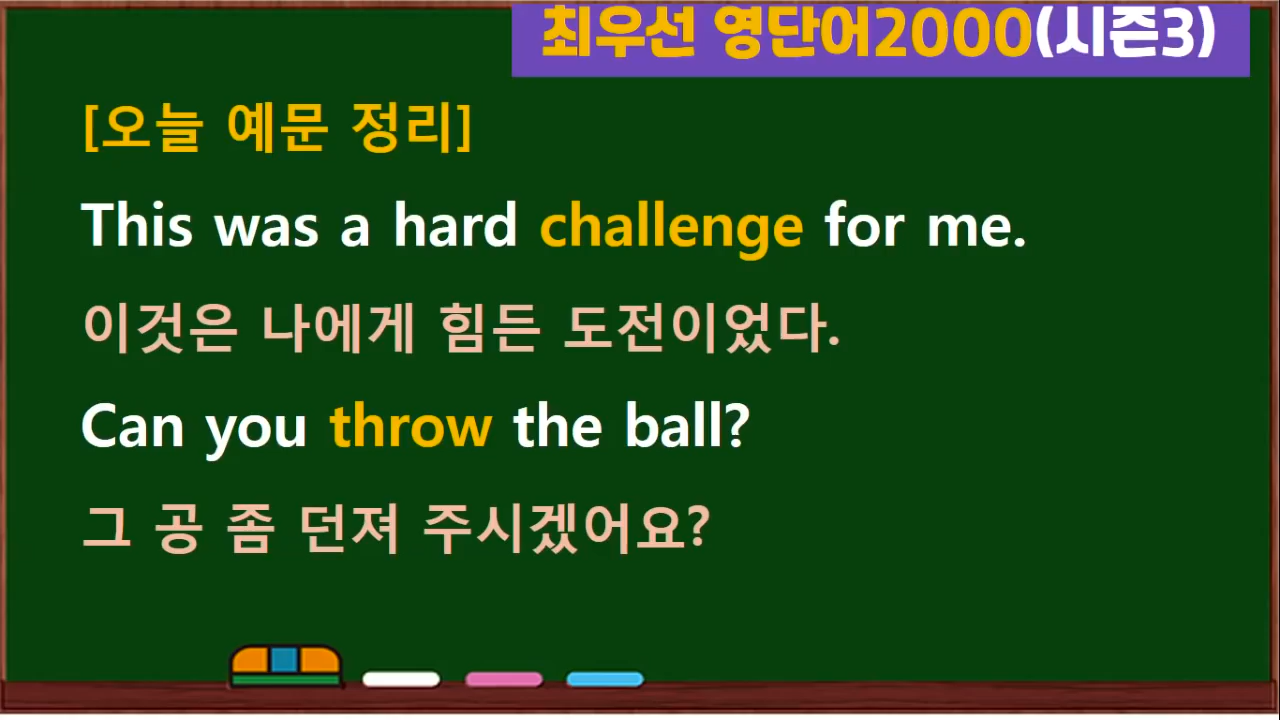 최우선 영단어2000(시즌3)
[오늘 예문 정리]
This was a hard challenge for me.
이것은 나에게 힘든 도전이었다.
Can you throw the ball?
그 공 좀 던져 주시겠어요?